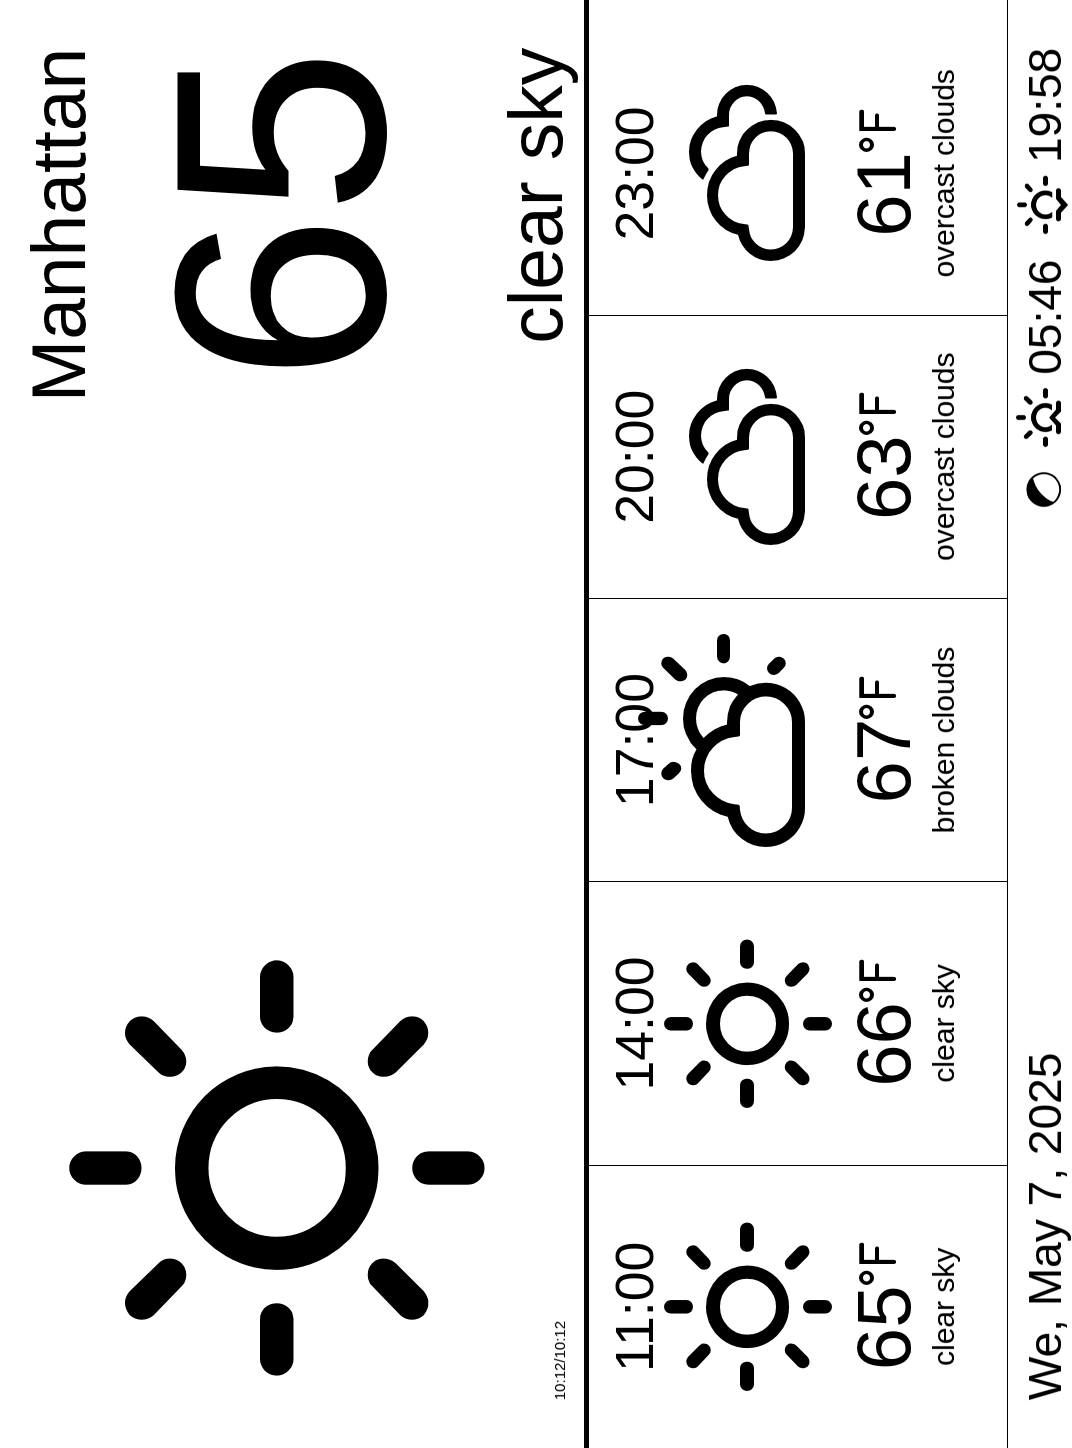 Manhattan
65
clear sky
10:12/10:12
11:00
65°F
clear sky
14:00
66°F
clear sky
17:00
67°F
broken clouds
20:00
63°F
overcast clouds
23:00
61°F
overcast clouds
We, May 7, 2025
05:46
19:58